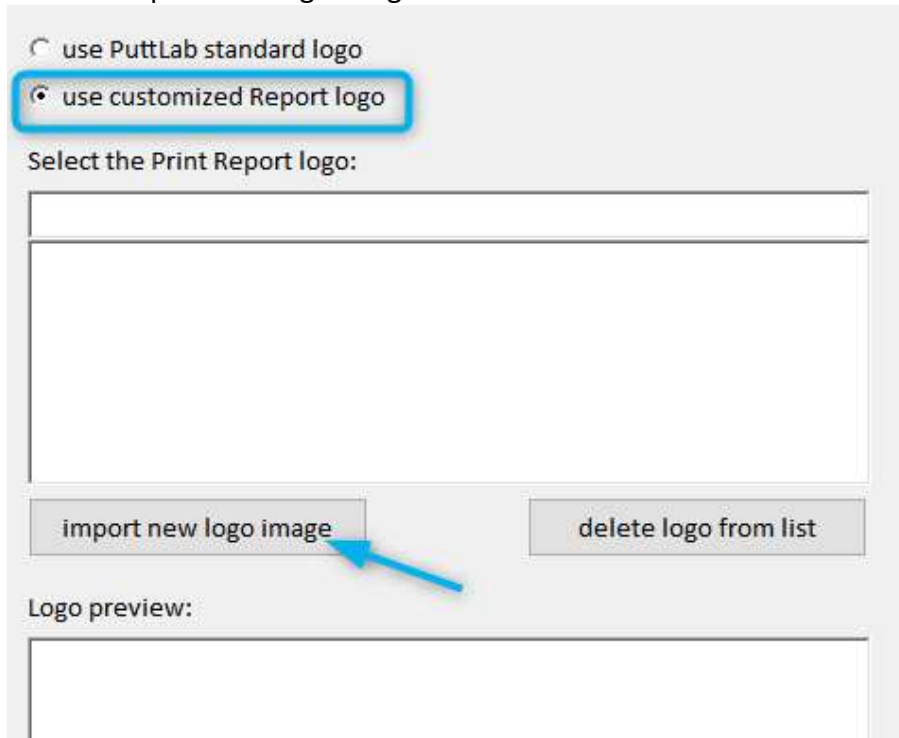 use PuttLab standard logo
use customized Report logo
Select the Print Report logo:
import new logo image
delete logo from list
Logo preview: